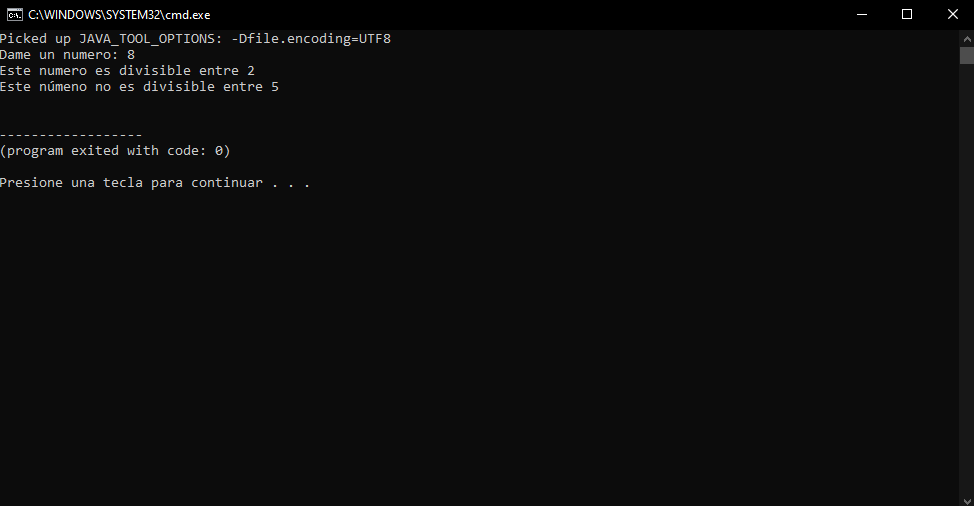 C:\WINDOWS\SYSTEM32\cmd.exe
Picked up JAVA_TOOL_OPTIONS: -Dfile.encoding=UTF8
Dame un numero: 8
Este numero es divisible entre 2
Este númeno no es divisible entre 5
------------------
(program exited with code: 0)
Presione una tecla para continuar . . .